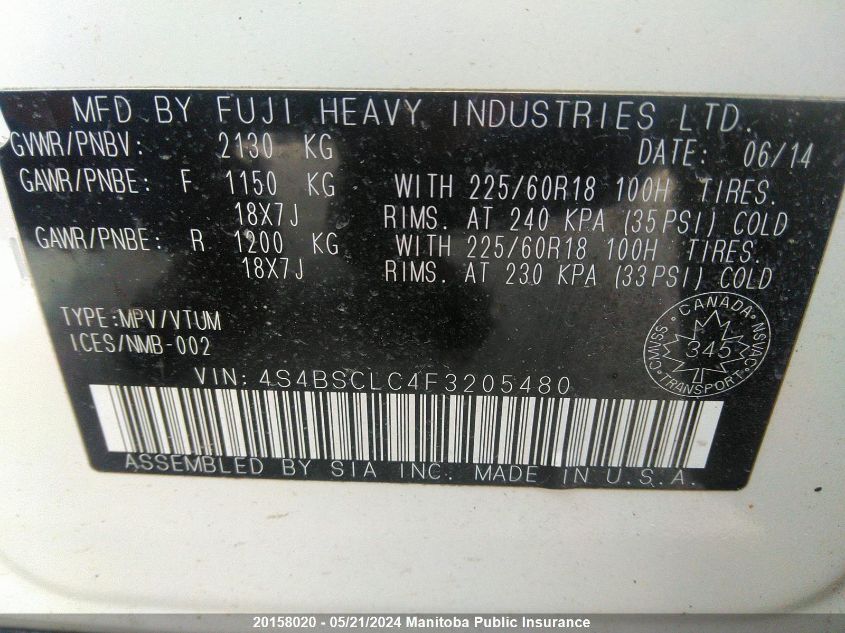 MFD BY FUJI HEAVY INDUSTRIES LTD.
GVWR/PNBV: 2130 KG DATE: 06/14
GAWR/PNBE: F 1150 KG WITH 225/60R18 100H TIRES.
18X7J RIMS. AT 240 KPA (35PSI) COLD
GAWR/PNBE: R 1200 KG WITH 225/60R18 100H TIRES.
18X7J RIMS. AT 230 KPA (33PSI) COLD
TYPE:MPV/VTUM
ICES/NMB-002
CANADA
CMVSS NSVAC
345
TRANSPORT
VIN: 4S4BSCLC4F3205480
ASSEMBLED BY SIA INC. MADE IN U.S.A.
20158020 - 05/21/2024 Manitoba Public Insurance